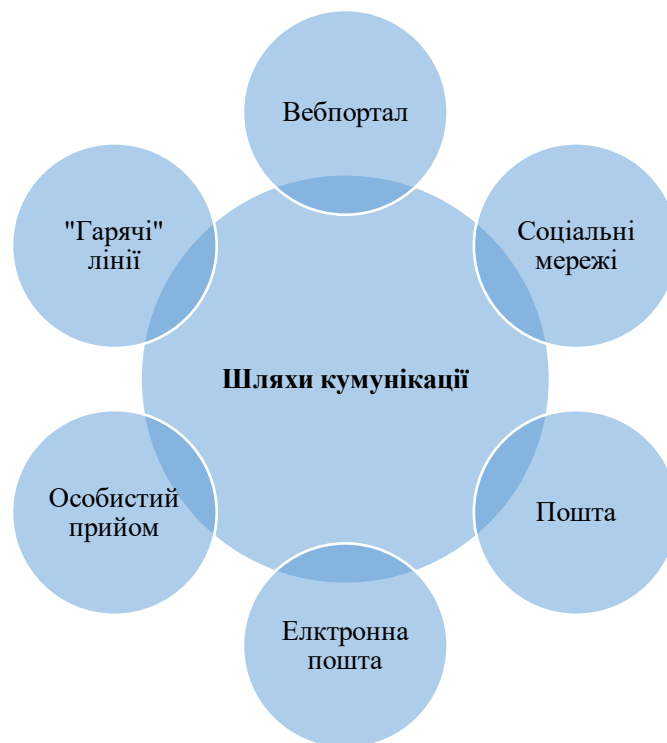 Вебпортал
"Гарячі"
лінії
Соціальні
мережі
Шляхи кумунікації
Особистий
прийом
Пошта
Елктронна
пошта